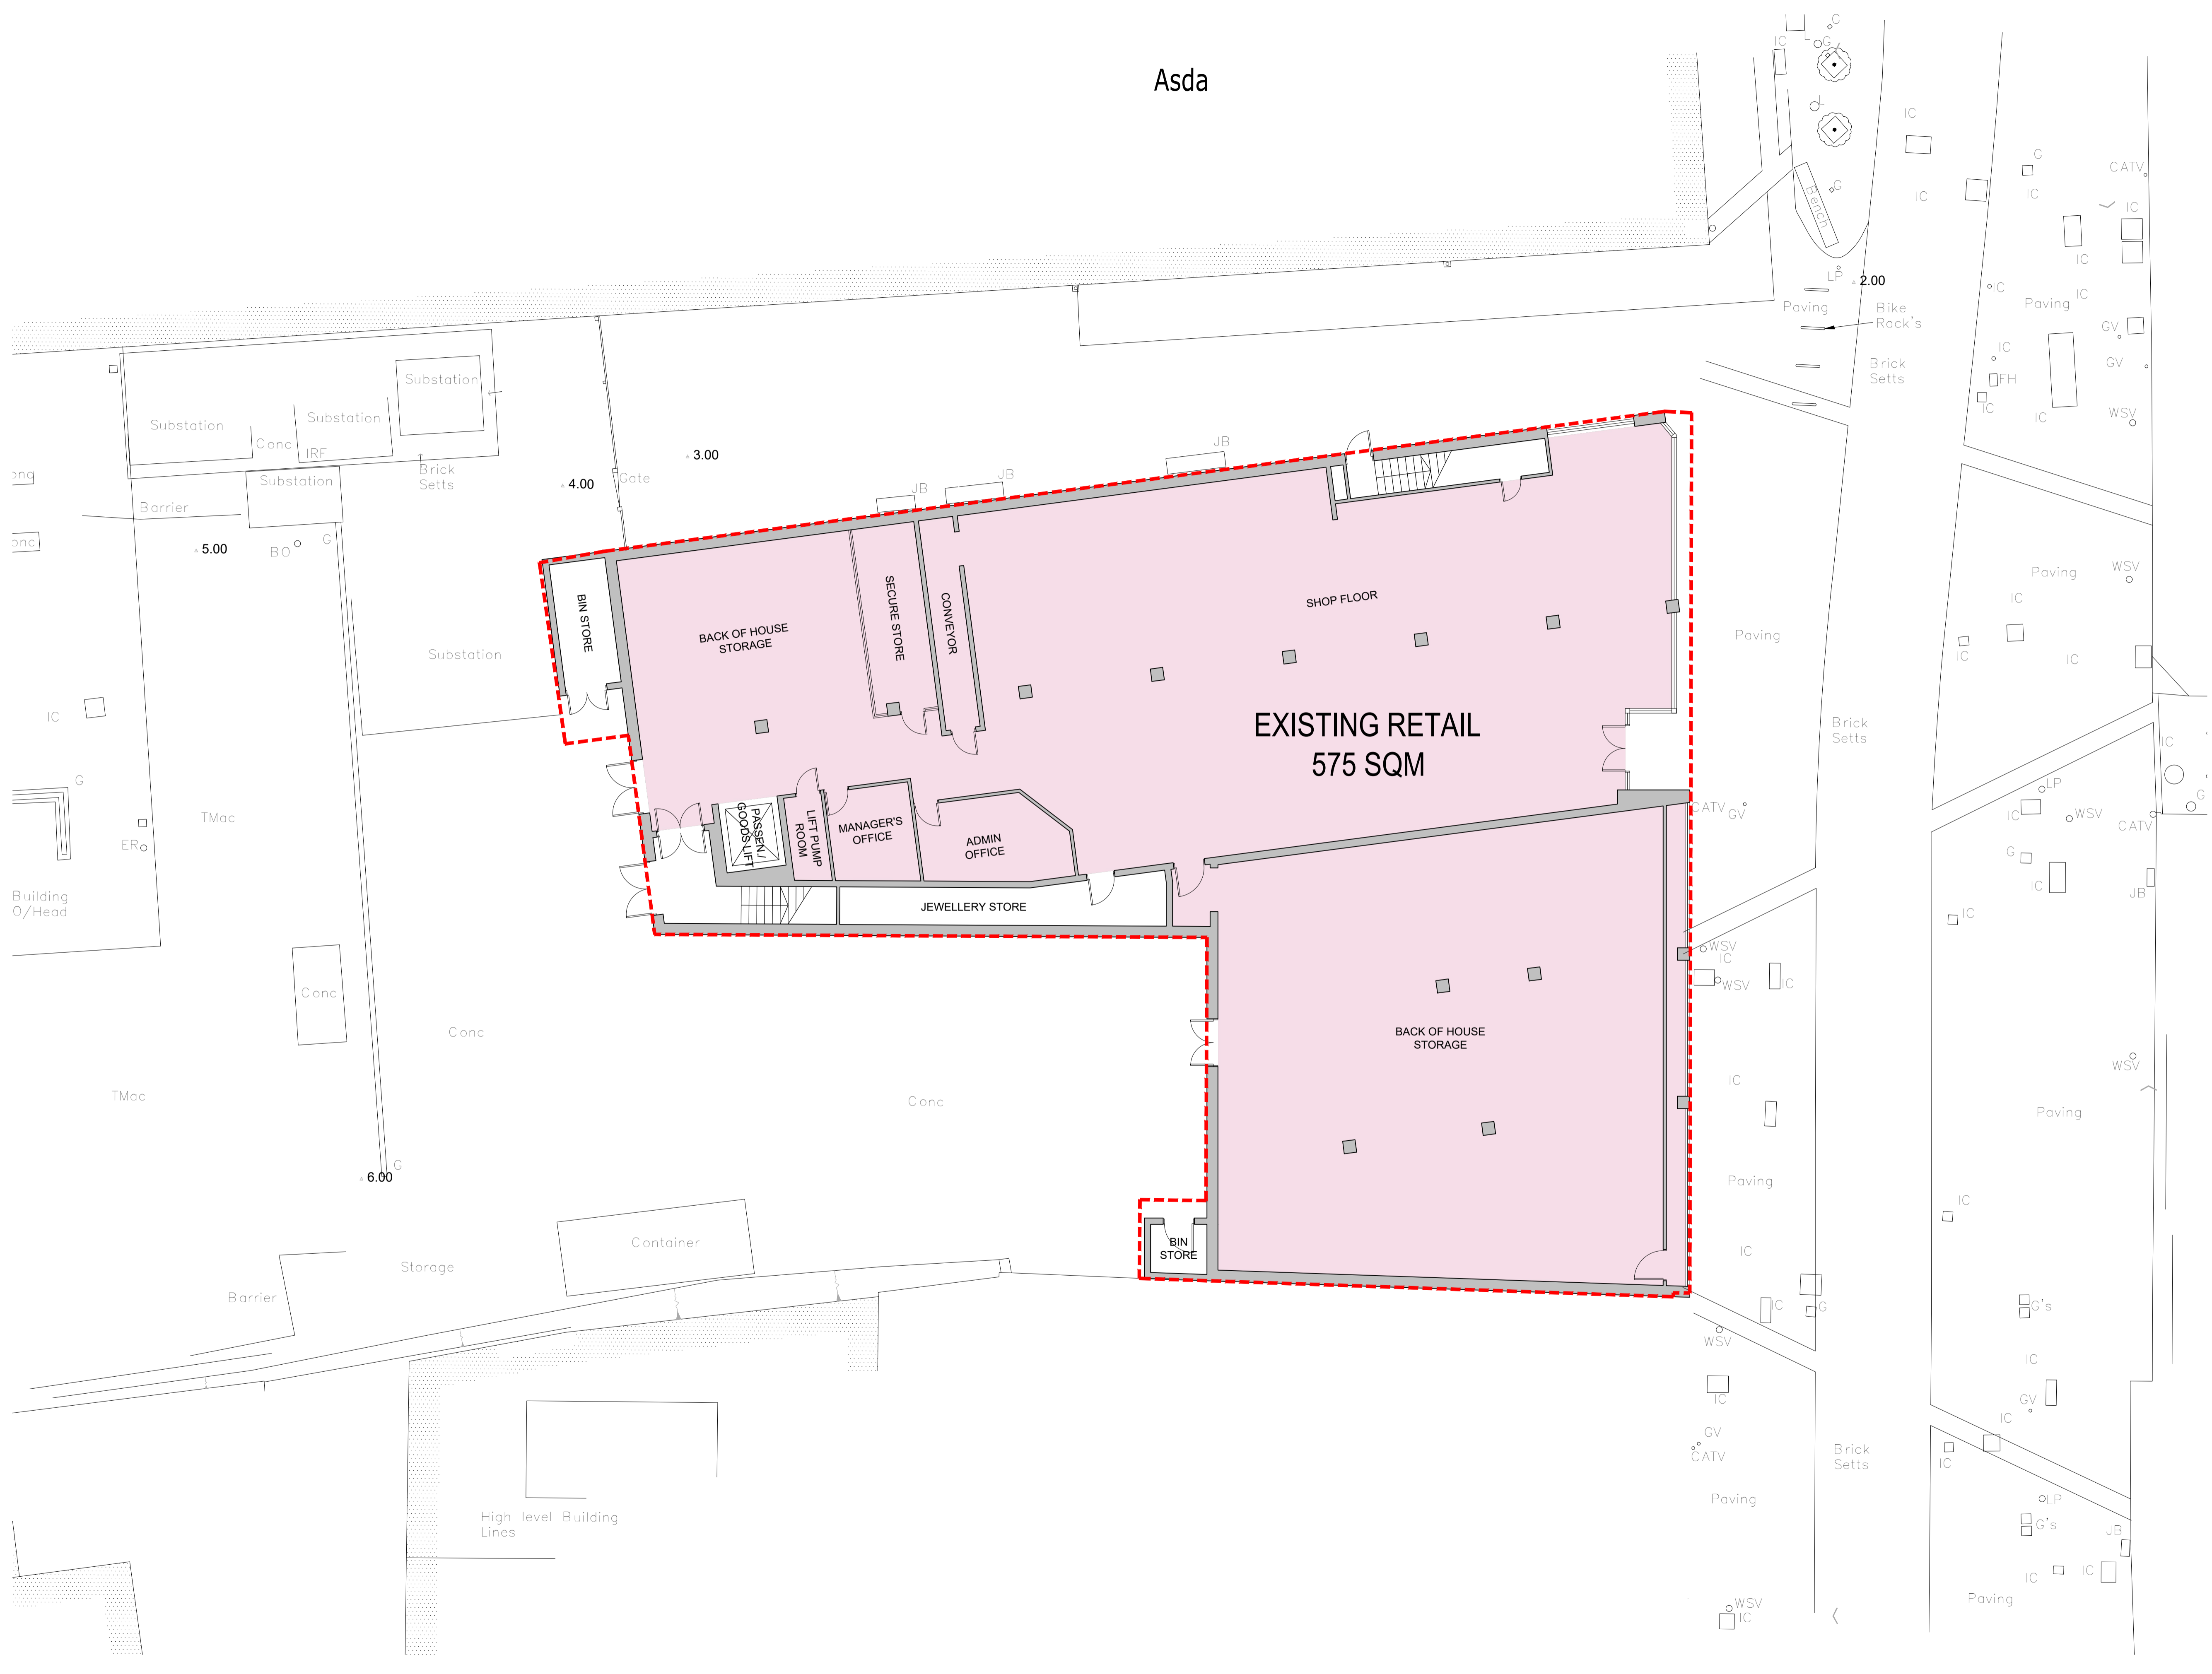 Asda
IC
L
G
G
L
G
Bench
LP
2.00
Paving
Bike
Rack's
Brick
Setts
IC
IC
G
IC
CATV
IC
IC
IC
Paving
IC
GV
IC
GV
FH
IC
IC
WSV
Substation
Substation
Substation
Conc
IRF
Brick
Setts
Substation
Barrier
BO
G
5.00
4.00
3.00
Gate
JB
JB
JB
Substation
BIN STORE
BACK OF HOUSE
STORAGE
SECURE STORE
CONVEYOR
SHOP FLOOR
EXISTING RETAIL
575 SQM
PASSEN./
GOODS LIFT
LIFT PUMP
ROOM
MANAGER'S
OFFICE
ADMIN
OFFICE
JEWELLERY STORE
BACK OF HOUSE
STORAGE
BIN
STORE
Paving
WSV
IC
IC
IC
Paving
Brick
Setts
IC
LP
IC
WSV
CATV
G
G
IC
JB
IC
CATV
GV
WSV
IC
WSV
IC
WSV
IC
Paving
Paving
IC
IC
IC
G
G's
WSV
IC
IC
GV
IC
GV
CATV
Brick
Setts
IC
Paving
LP
G's
JB
IC
IC
Paving
WSV
IC
IC
G
TMac
ER
Building
O/Head
Conc
Conc
TMac
Conc
6.00
G
Container
Storage
Barrier
High level Building
Lines